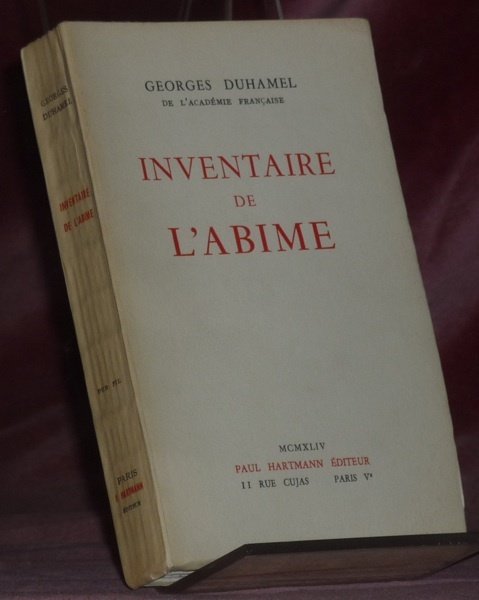 GEORGES DUHAMEL
DE L'ACADÉMIE FRANÇAISE
INVENTAIRE
DE
L'ABIME
MCMXLIV
PAUL HARTMANN ÉDITEUR
11 RUE CUJAS PARIS Vᵉ
GEORGES
DUHAMEL
INVENTAIRE
DE L'ABIME
PARIS
P. HARTMANN
ÉDITEUR